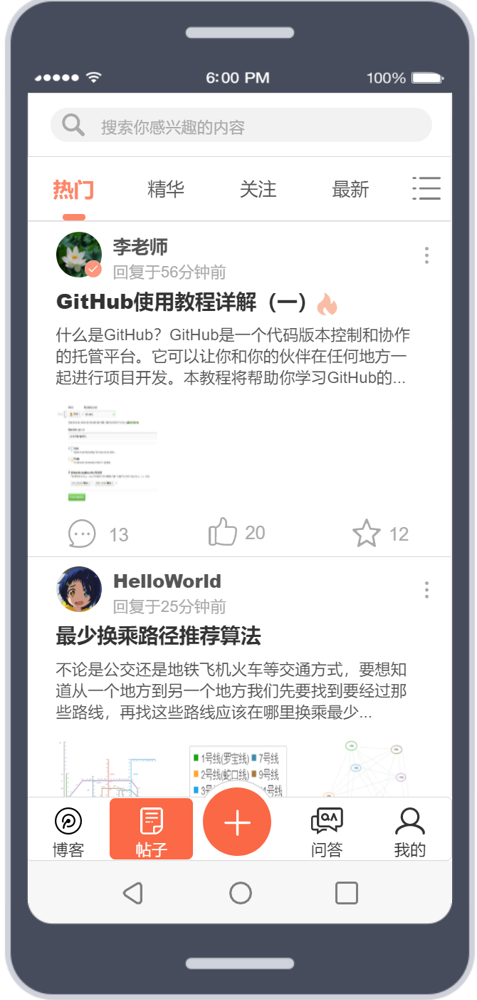 6:00 PM
100%
搜索你感兴趣的内容
热门 精华 关注 最新
李老师
回复于56分钟前
GitHub使用教程详解（一）
什么是GitHub？GitHub是一个代码版本控制和协作
的托管平台。它可以让你和你的伙伴在任何地方一
起进行项目开发。本教程将帮助你学习GitHub的...
13 20 12
HelloWorld
回复于25分钟前
最少换乘路径推荐算法
不论是公交还是地铁飞机火车等交通方式，要想知
道从一个地方到另一个地方我们先要找到要经过那
些路线，再找这些路线应该在哪里换乘最少...
1号线(罗宝线) 7号线
2号线(蛇口线) 9号线
博客 帖子 问答 我的